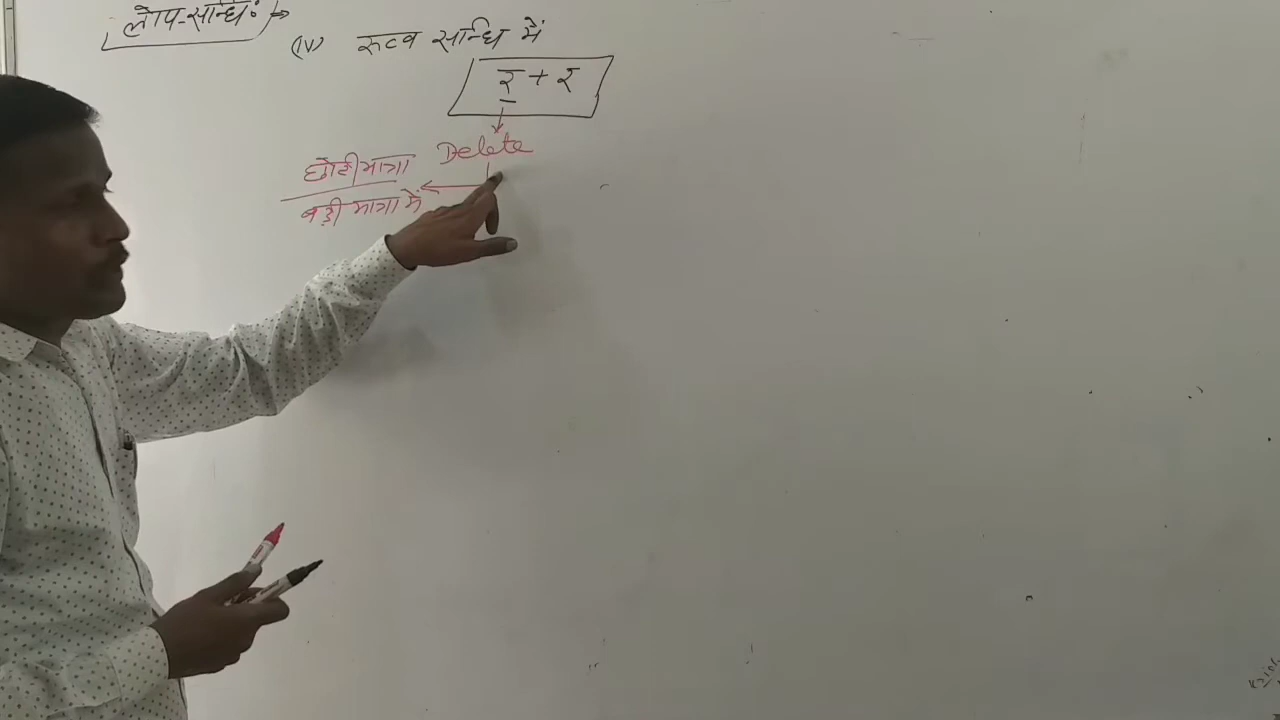 लोप-सन्धिः →
(iv) रुत्व सन्धि में
र् + र
Delete
छोटी मात्रा
बड़ी मात्रा में